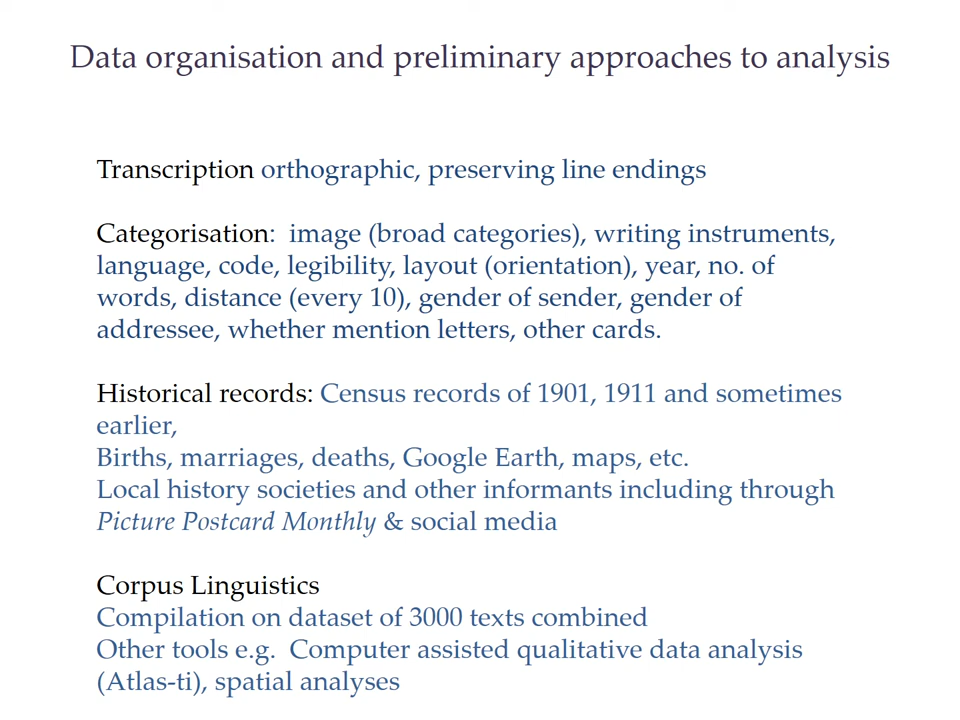 Data organisation and preliminary approaches to analysis
Transcription orthographic, preserving line endings
Categorisation:  image (broad categories), writing instruments,
language, code, legibility, layout (orientation), year, no. of
words, distance (every 10), gender of sender, gender of
addressee, whether mention letters, other cards.
Historical records: Census records of 1901, 1911 and sometimes
earlier,
Births, marriages, deaths, Google Earth, maps, etc.
Local history societies and other informants including through
Picture Postcard Monthly & social media
Corpus Linguistics
Compilation on dataset of 3000 texts combined
Other tools e.g.  Computer assisted qualitative data analysis
(Atlas-ti), spatial analyses